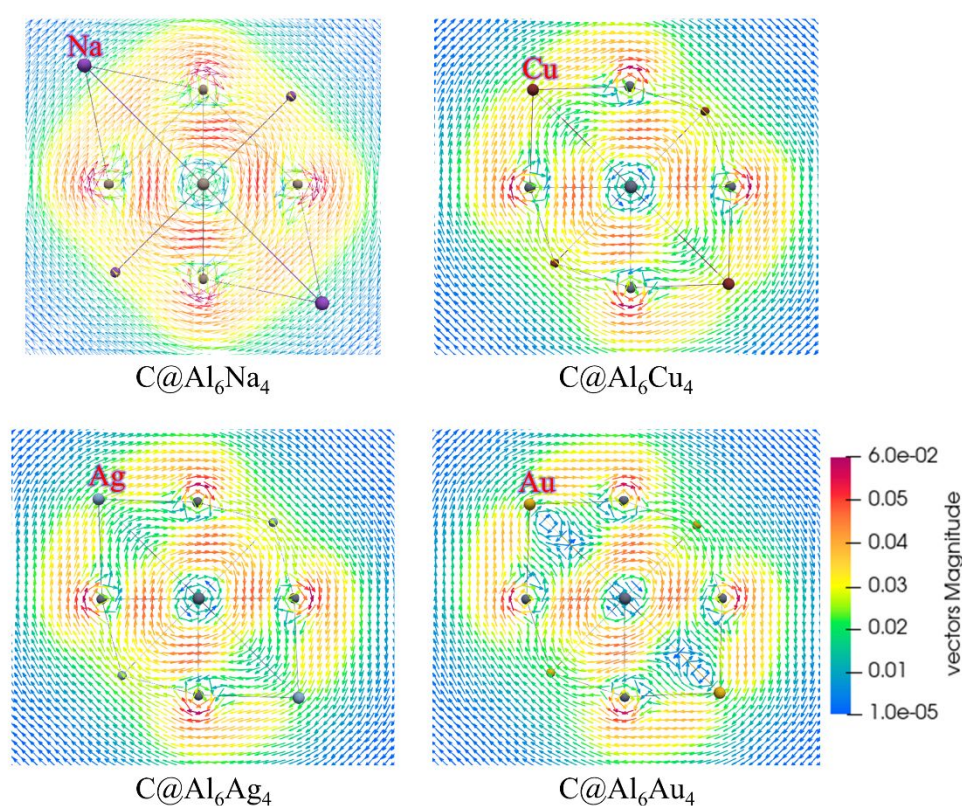 Na
Cu
C@Al₆Na₄
C@Al₆Cu₄
Ag
Au
6.0e-02
0.05
0.04
0.03
0.02
0.01
1.0e-05
vectors Magnitude
C@Al₆Ag₄
C@Al₆Au₄